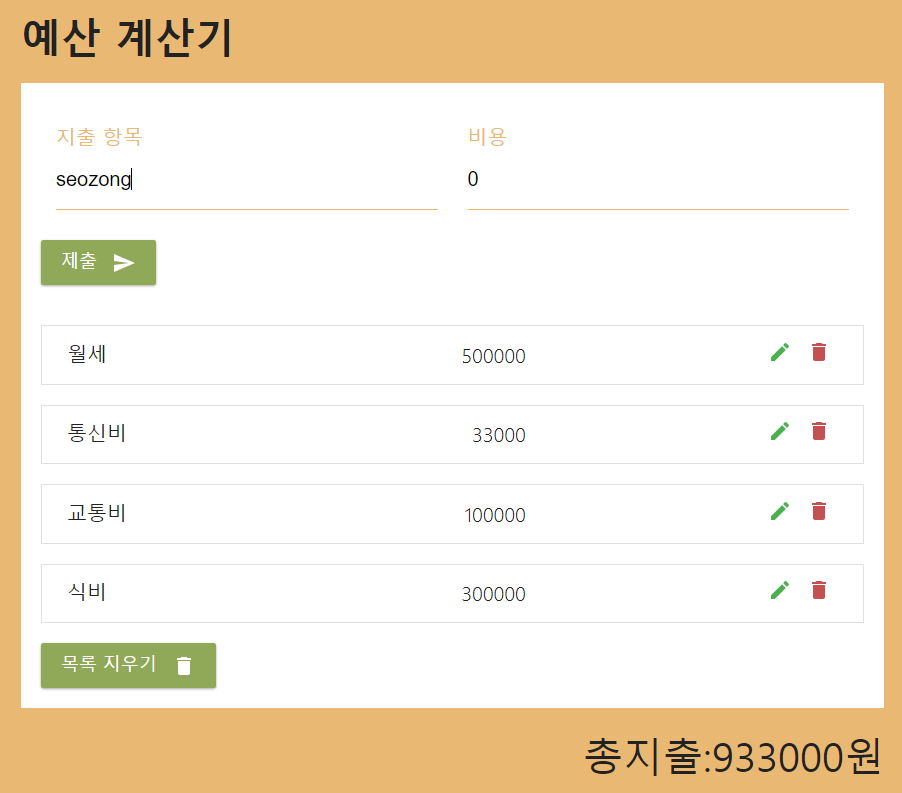 예산 계산기
지출 항목 비용
seozong 0
제출
월세 500000
통신비 33000
교통비 100000
식비 300000
목록 지우기
총지출:933000원